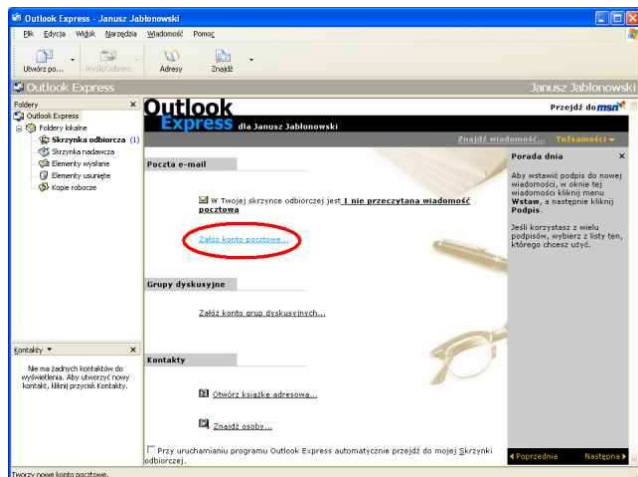 Outlook Express - Janusz Jabłonowski
Plik Edycja Widok Narzędzia Wiadomość Pomoc
Utwórz po... Wyślij/Odbierz Adresy Znajdź
Outlook Express Janusz Jabłonowski
Foldery
Outlook Express
Foldery lokalne
Skrzynka odbiorcza (1)
Skrzynka nadawcza
Elementy wysłane
Elementy usunięte
Kopie robocze
Kontakty
Nie ma żadnych kontaktów do
wyświetlenia. Aby utworzyć nowy
kontakt, kliknij przycisk Kontakty.
Outlook
Express dla Janusz Jabłonowski
Przejdź do msn
Znajdź wiadomość... Tożsamości
Poczta e-mail
W Twojej skrzynce odbiorczej jest 1 nie przeczytana wiadomość
pocztowa
Załóż konto pocztowe...
Grupy dyskusyjne
Załóż konto grup dyskusyjnych...
Kontakty
Otwórz książkę adresową...
Znajdź osoby...
Przy uruchamianiu programu Outlook Express automatycznie przejdź do mojej Skrzynki
odbiorczej.
Porada dnia
Aby wstawić podpis do nowej
wiadomości, w oknie tej
wiadomości kliknij menu
Wstaw, a następnie kliknij
Podpis.
Jeśli korzystasz z wielu
podpisów, wybierz z listy ten,
którego chcesz użyć.
Poprzednie Następna
Tworzy nowe konto pocztowe.